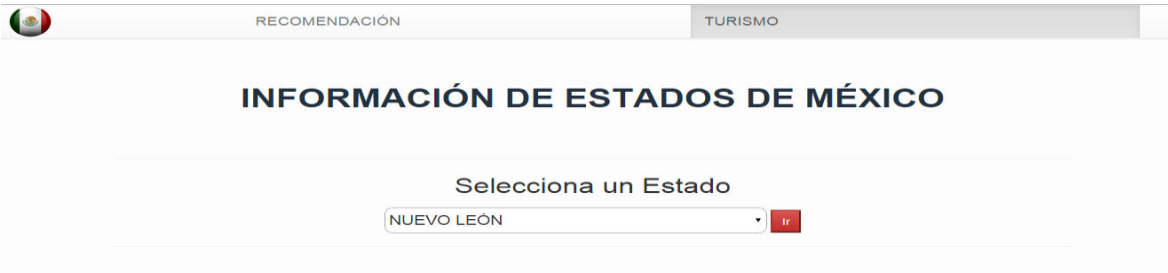 RECOMENDACIÓN TURISMO
INFORMACIÓN DE ESTADOS DE MÉXICO
Selecciona un Estado
NUEVO LEÓN Ir